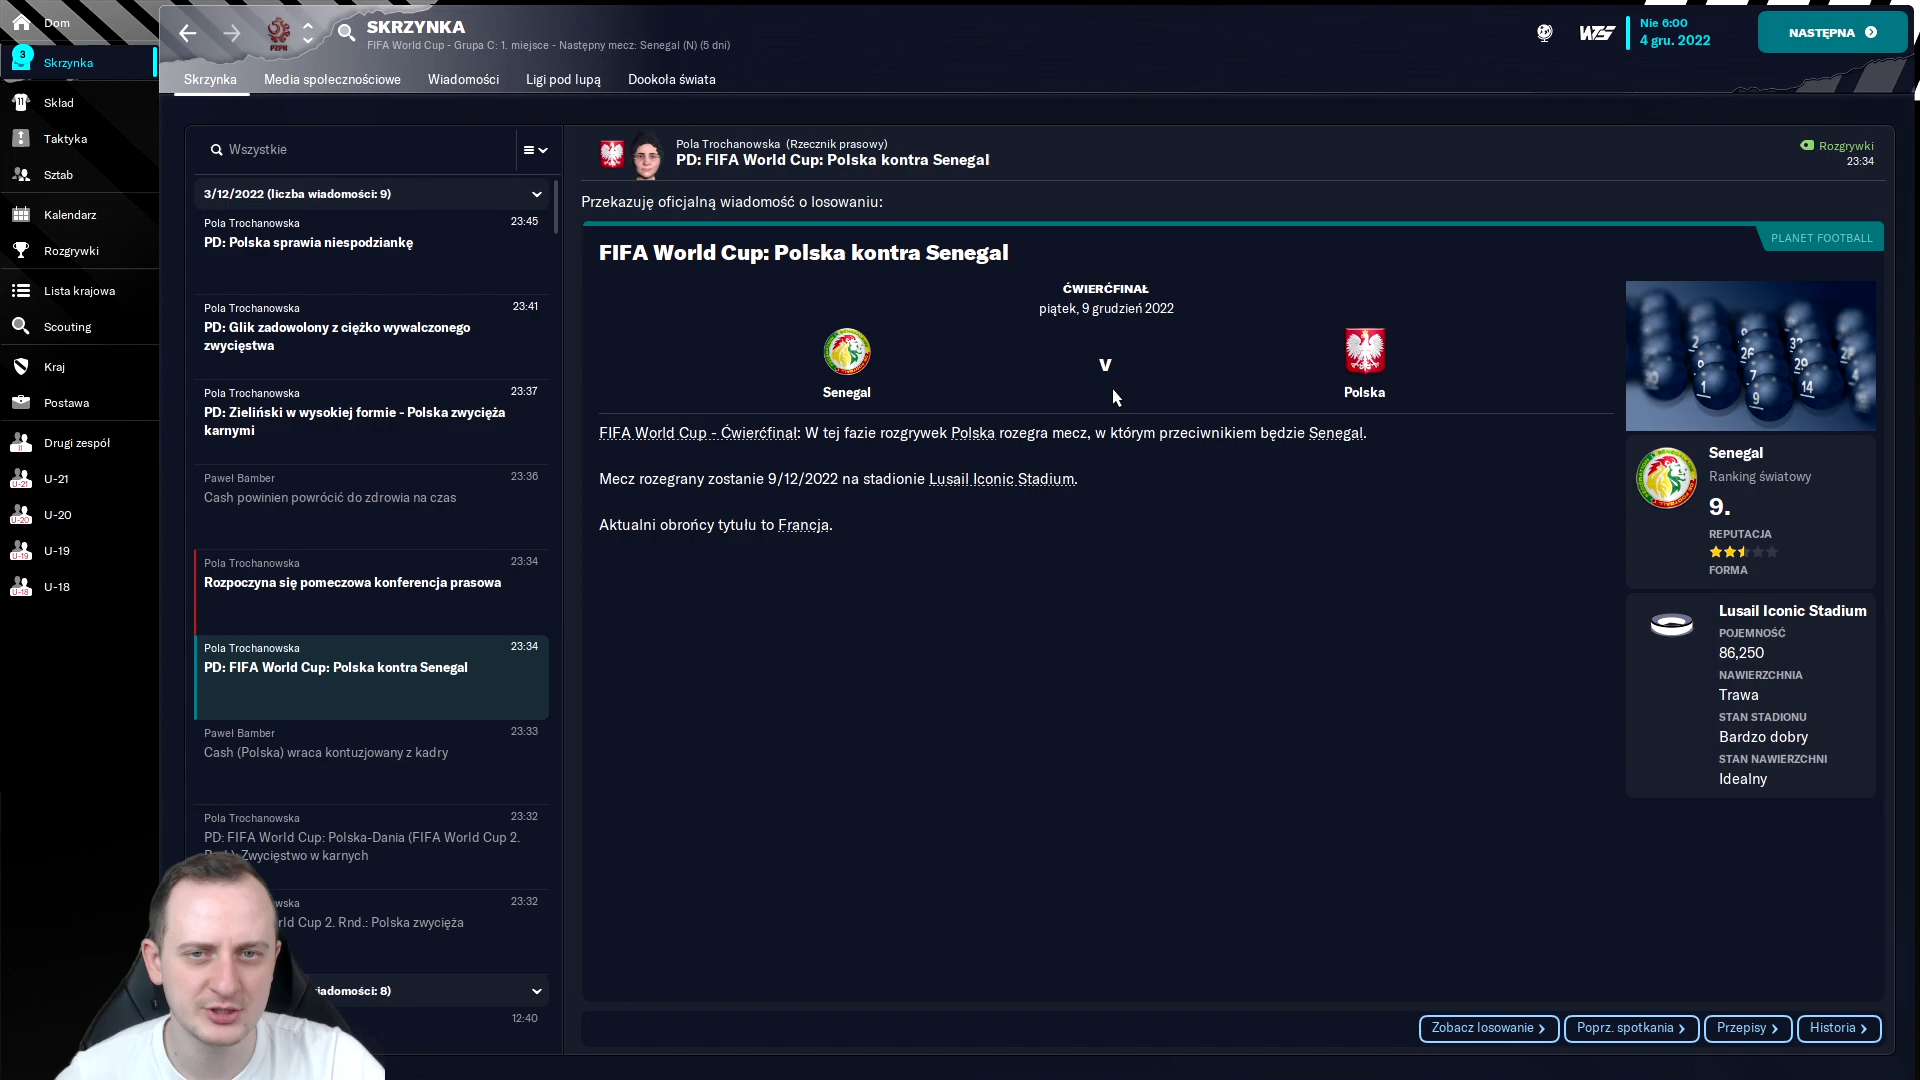 Dom
3
Skrzynka
Skład
Taktyka
Sztab
Kalendarz
Rozgrywki
Lista krajowa
Scouting
Kraj
Postawa
Drugi zespół
U-21
U-20
U-19
U-18
PZPN
SKRZYNKA
FIFA World Cup - Grupa C: 1. miejsce - Następny mecz: Senegal (N) (5 dni)
Nie 6:00
4 gru. 2022
NASTĘPNA
Skrzynka
Media społecznościowe
Wiadomości
Ligi pod lupą
Dookoła świata
Wszystkie
3/12/2022 (liczba wiadomości: 9)
Pola Trochanowska
23:45
PD: Polska sprawia niespodziankę
Pola Trochanowska
23:41
PD: Glik zadowolony z ciężko wywalczonego
zwycięstwa
Pola Trochanowska
23:37
PD: Zieliński w wysokiej formie - Polska zwycięża
karnymi
Paweł Bamber
23:36
Cash powinien powrócić do zdrowia na czas
Pola Trochanowska
23:34
Rozpoczyna się pomeczowa konferencja prasowa
Pola Trochanowska
23:34
PD: FIFA World Cup: Polska kontra Senegal
Paweł Bamber
23:33
Cash (Polska) wraca kontuzjowany z kadry
Pola Trochanowska
23:32
PD: FIFA World Cup: Polska-Dania (FIFA World Cup 2.
Zwycięstwo w karnych
wska
23:32
rld Cup 2. Rnd.: Polska zwycięża
iadomości: 8)
12:40
Pola Trochanowska (Rzecznik prasowy)
PD: FIFA World Cup: Polska kontra Senegal
Rozgrywki
23:34
Przekazuję oficjalną wiadomość o losowaniu:
PLANET FOOTBALL
FIFA World Cup: Polska kontra Senegal
ĆWIERĆFINAŁ
piątek, 9 grudzień 2022
v
Senegal
Polska
FIFA World Cup - Ćwierćfinał: W tej fazie rozgrywek Polska rozegra mecz, w którym przeciwnikiem będzie Senegal.
Mecz rozegrany zostanie 9/12/2022 na stadionie Lusail Iconic Stadium.
Aktualni obrońcy tytułu to Francja.
Senegal
Ranking światowy
9.
REPUTACJA
FORMA
Lusail Iconic Stadium
POJEMNOŚĆ
86,250
NAWIERZCHNIA
Trawa
STAN STADIONU
Bardzo dobry
STAN NAWIERZCHNI
Idealny
Zobacz losowanie
Poprz. spotkania
Przepisy
Historia